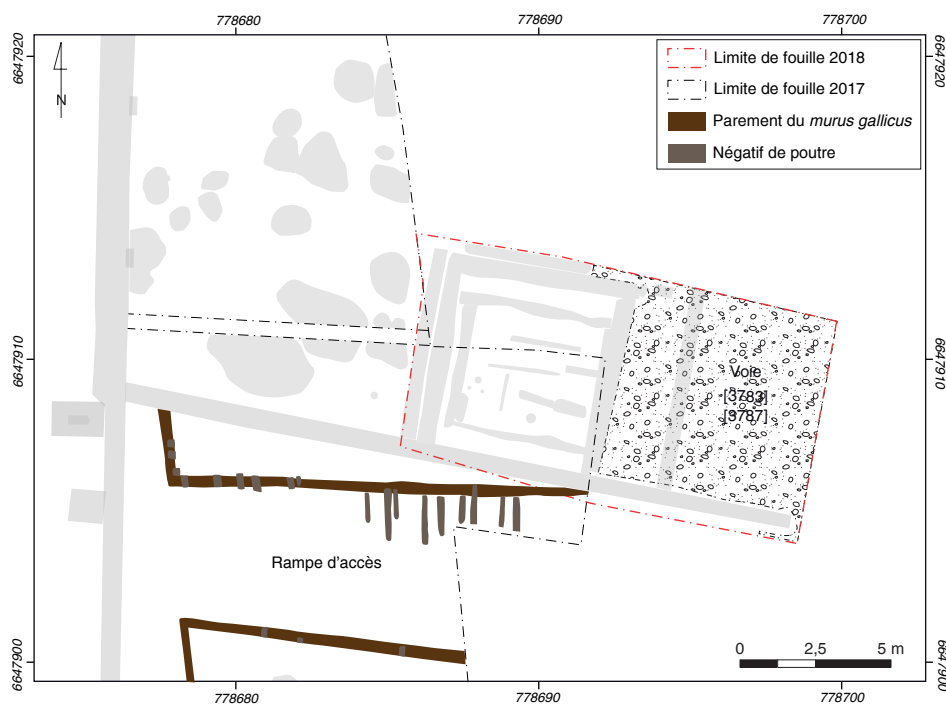 778680
778690
778700
6647920
6647920
N
Limite de fouille 2018
Limite de fouille 2017
Parement du murus gallicus
Négatif de poutre
6647910
6647910
Voie
[3783]
[3787]
Rampe d'accès
0
2,5
5 m
6647900
6647900
778680
778690
778700